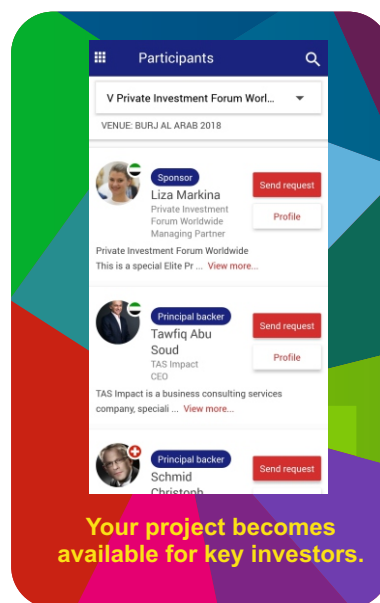 Participants
V Private Investment Forum Worl...
VENUE: BURJ AL ARAB 2018
Sponsor
Liza Markina
Private Investment
Forum Worldwide
Managing Partner
Send request
Profile
Private Investment Forum Worldwide
This is a special Elite Pr ... View more...
Principal backer
Tawfiq Abu
Soud
TAS Impact
CEO
Send request
Profile
TAS Impact is a business consulting services
company, speciali ... View more...
Principal backer
Schmid
Christoph
Send request
Your project becomes
available for key investors.